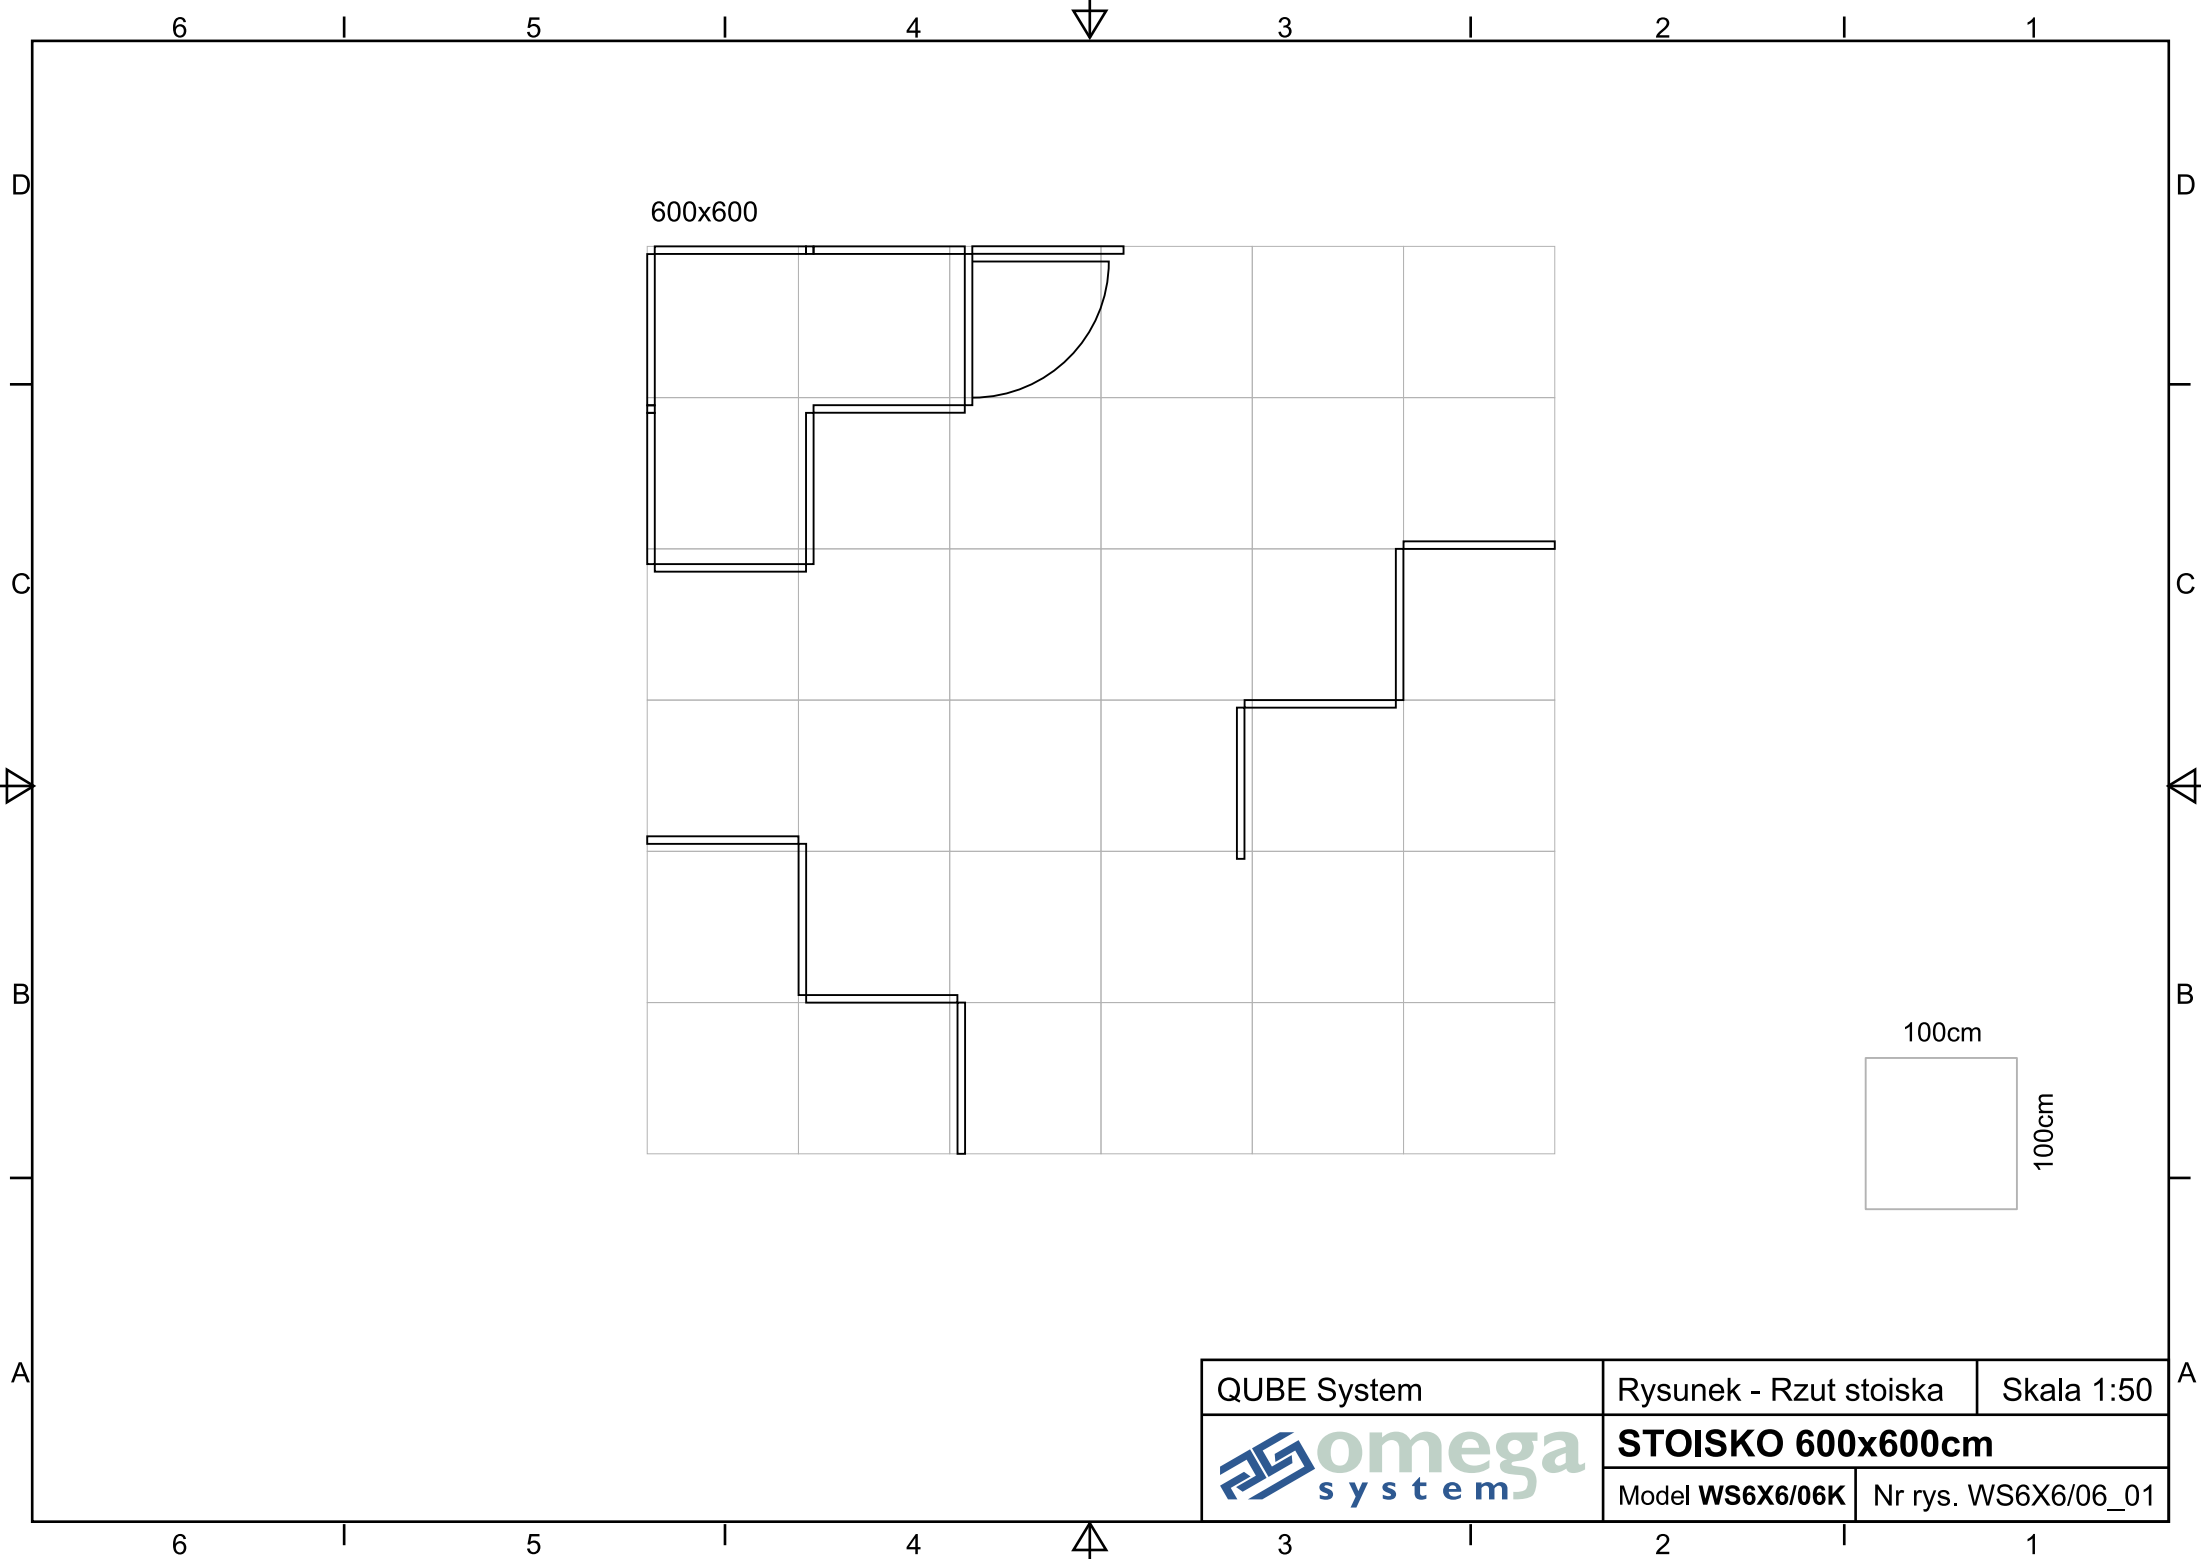 6 5 4 3 2 1
D D
600x600
C C
B B
100cm
100cm
A A
QUBE System
Rysunek - Rzut stoiska
Skala 1:50
omega
system
STOISKO 600x600cm
Model WS6X6/06K
Nr rys. WS6X6/06_01
6 5 4 3 2 1